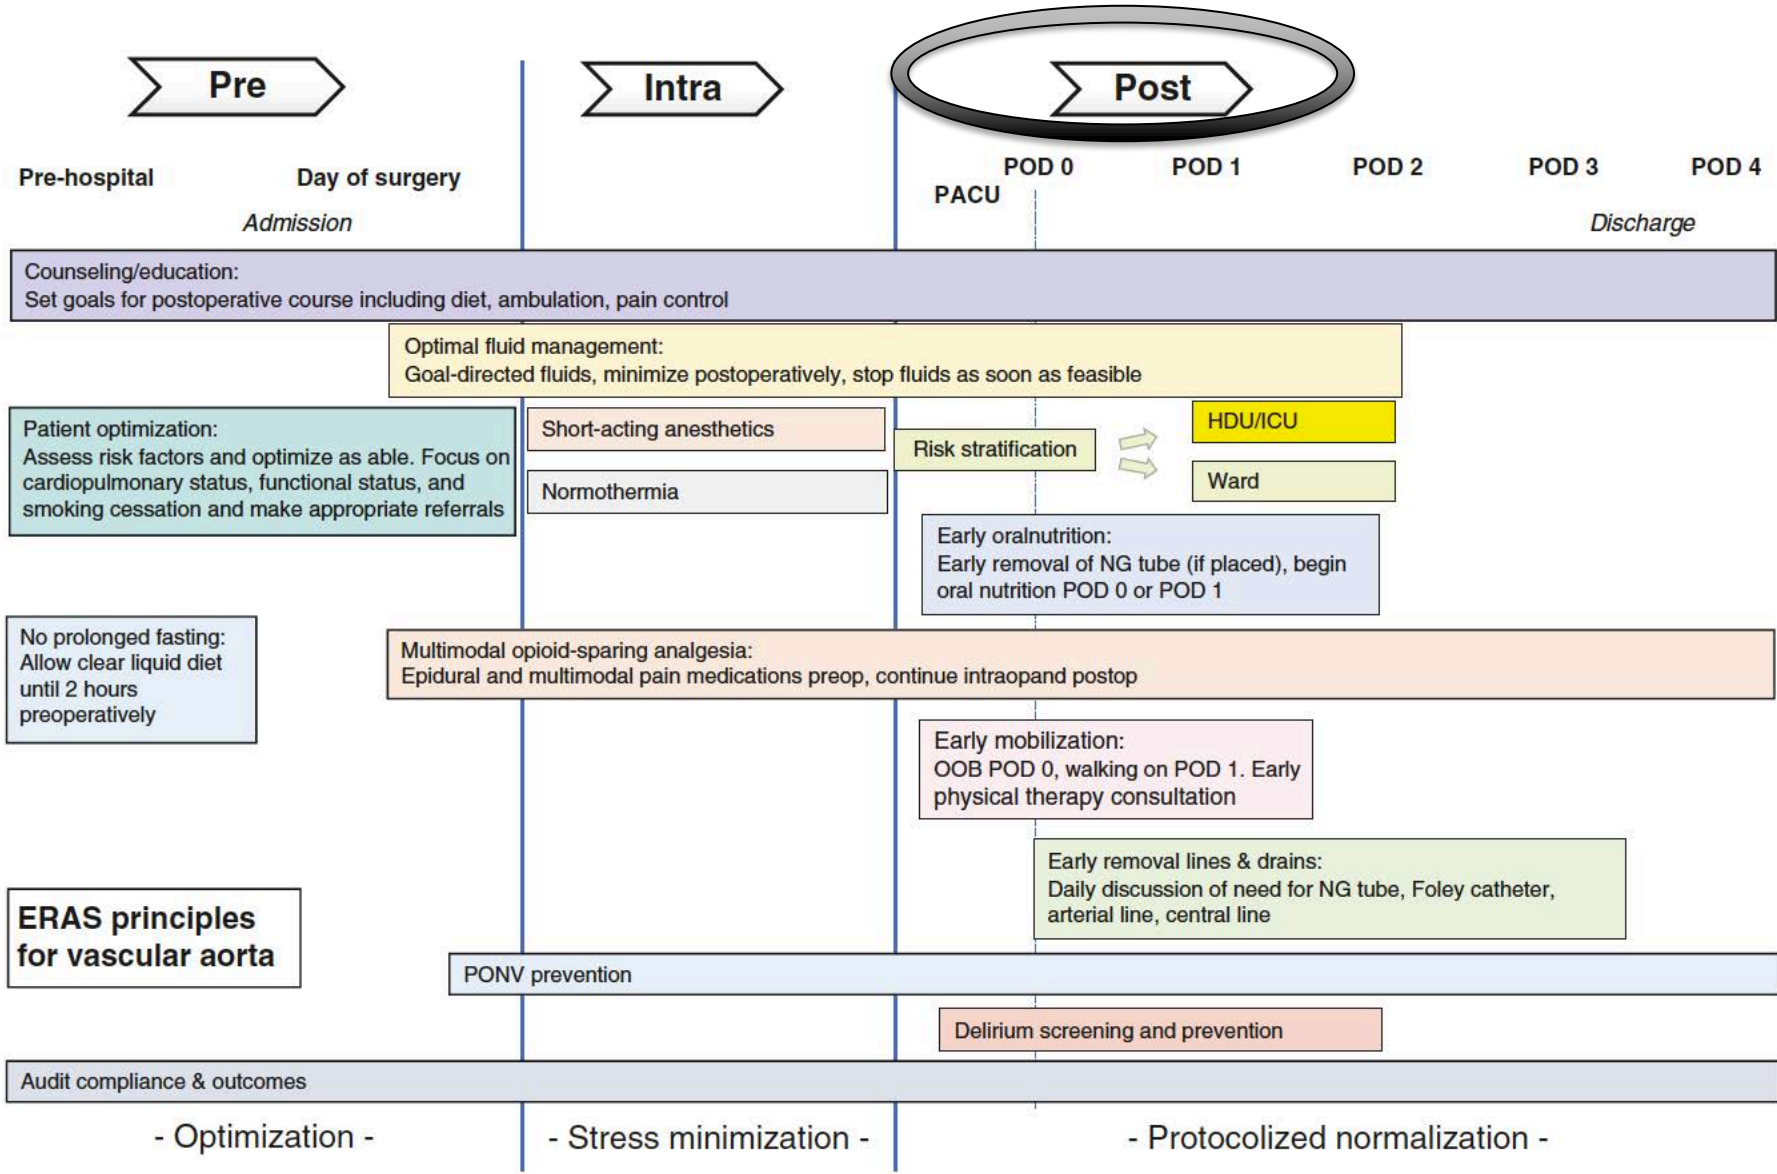 Pre
Intra
Post
Pre-hospital
Day of surgery
Admission
PACU
POD 0
POD 1
POD 2
POD 3
POD 4
Discharge
Counseling/education:
Set goals for postoperative course including diet, ambulation, pain control
Optimal fluid management:
Goal-directed fluids, minimize postoperatively, stop fluids as soon as feasible
Patient optimization:
Assess risk factors and optimize as able. Focus on
cardiopulmonary status, functional status, and
smoking cessation and make appropriate referrals
Short-acting anesthetics
Normothermia
Risk stratification
HDU/ICU
Ward
Early oralnutrition:
Early removal of NG tube (if placed), begin
oral nutrition POD 0 or POD 1
No prolonged fasting:
Allow clear liquid diet
until 2 hours
preoperatively
Multimodal opioid-sparing analgesia:
Epidural and multimodal pain medications preop, continue intraopand postop
Early mobilization:
OOB POD 0, walking on POD 1. Early
physical therapy consultation
Early removal lines & drains:
Daily discussion of need for NG tube, Foley catheter,
arterial line, central line
ERAS principles
for vascular aorta
PONV prevention
Delirium screening and prevention
Audit compliance & outcomes
- Optimization -
- Stress minimization -
- Protocolized normalization -